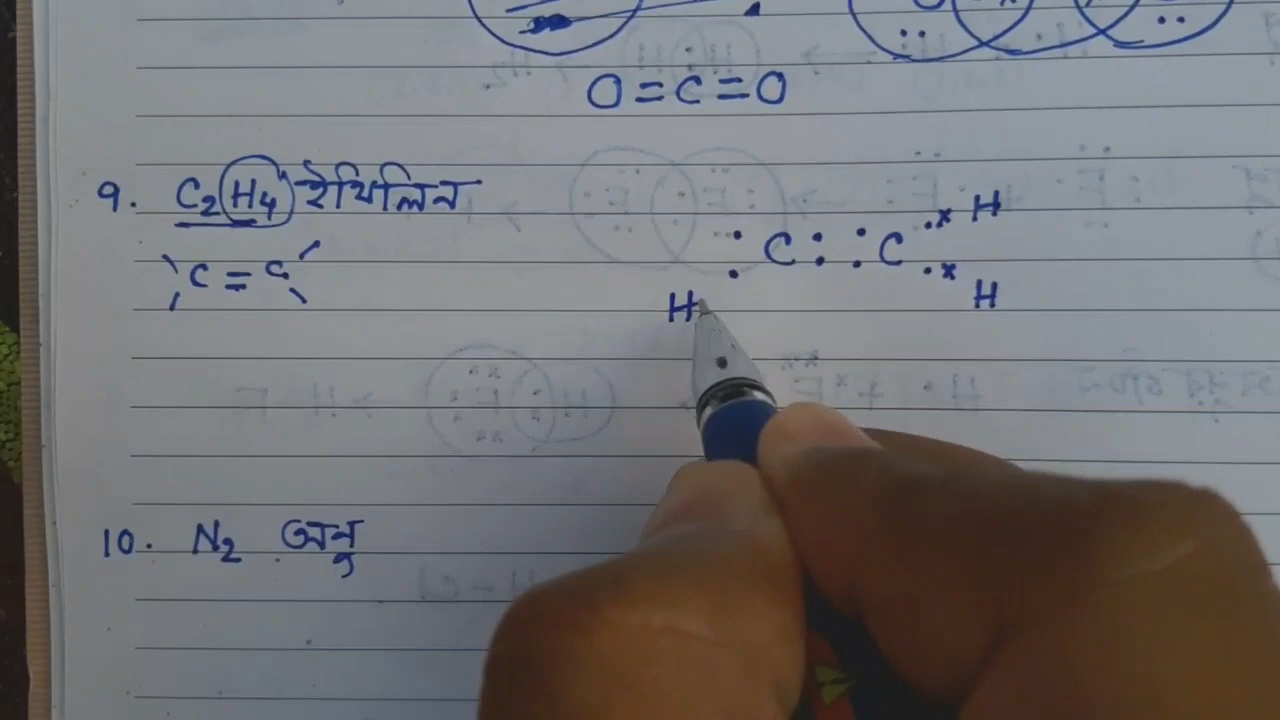 O=C=O
9. C2H4 ইথিলিন
C = C
C : : C
H
H
H
10. N2 অনু